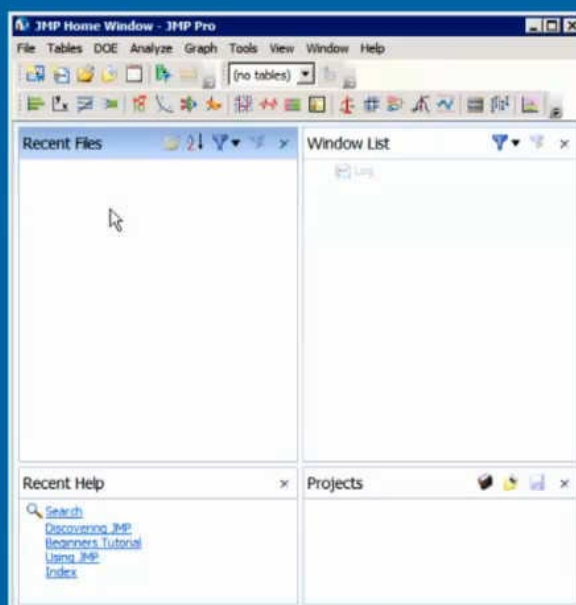 JMP Home Window - JMP Pro
File Tables DOE Analyze Graph Tools View Window Help
(no tables)
Recent Files
Window List
Log
Recent Help
Projects
Search
Discovering JMP
Beginners Tutorial
Using JMP
Index